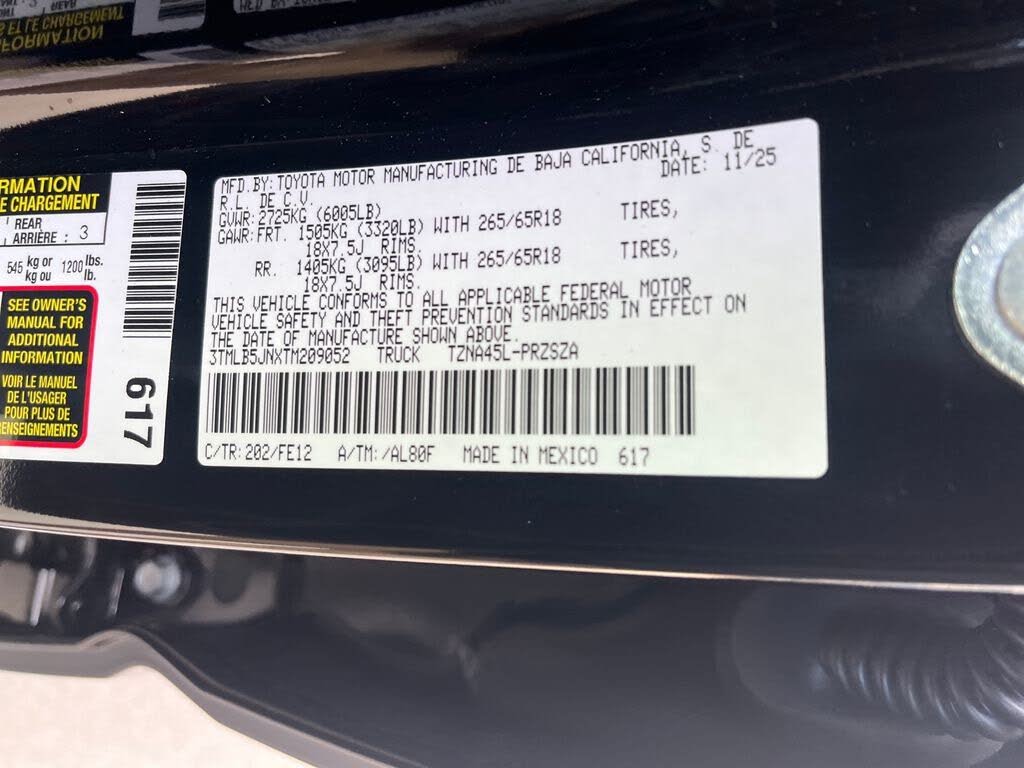 MFD.BY: TOYOTA MOTOR MANUFACTURING DE BAJA CALIFORNIA, S. DE
R.L. DE C.V. DATE: 11/25
GVWR: 2725KG (6005LB)
GAWR: FRT. 1505KG (3320LB) WITH 265/65R18 TIRES,
18X7.5J RIMS.
RR. 1405KG (3095LB) WITH 265/65R18 TIRES,
18X7.5J RIMS.
THIS VEHICLE CONFORMS TO ALL APPLICABLE FEDERAL MOTOR
VEHICLE SAFETY AND THEFT PREVENTION STANDARDS IN EFFECT ON
THE DATE OF MANUFACTURE SHOWN ABOVE.
3TMLB5JNXTM209052 TRUCK TZNA45L-PRZSZA
C/TR: 202/FE12 A/TM: /AL80F MADE IN MEXICO 617
RMATION
E CHARGEMENT
REAR
ARRIÈRE : 3
545 kg or 1200 lbs.
kg ou lb.
SEE OWNER'S
MANUAL FOR
ADDITIONAL
INFORMATION
VOIR LE MANUEL
DE L'USAGER
POUR PLUS DE
RENSEIGNEMENTS
617